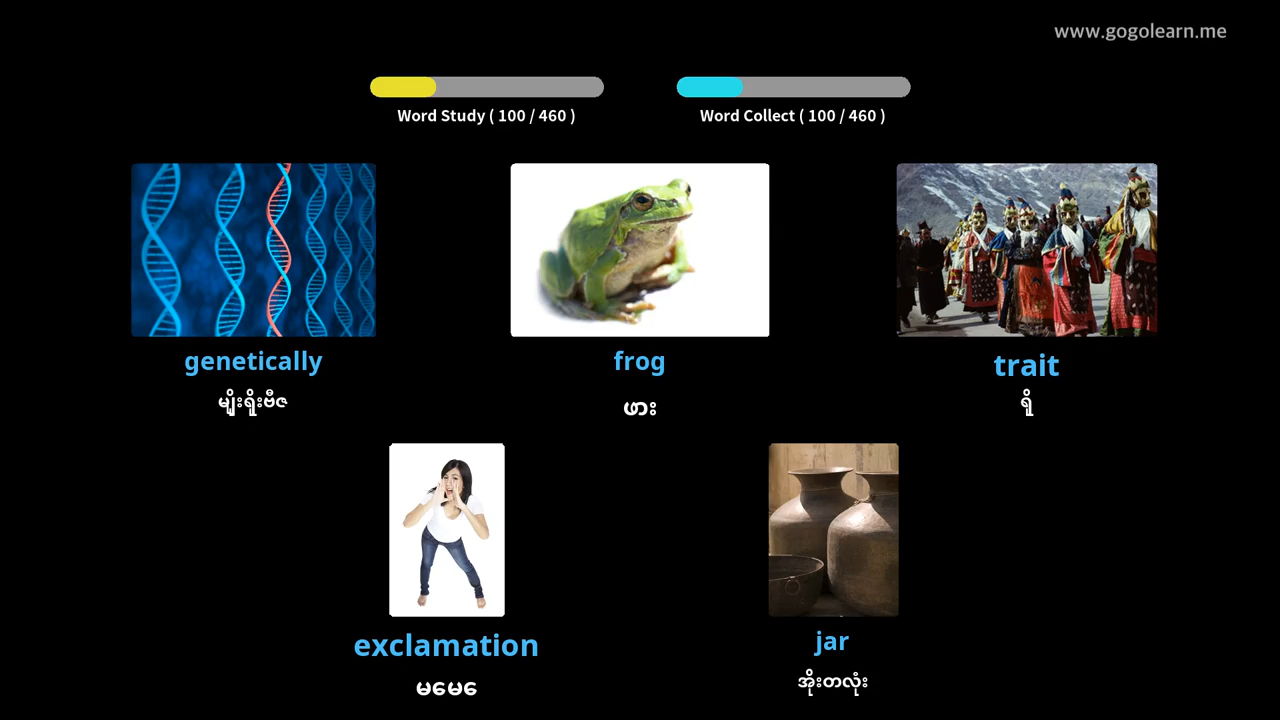 www.gogolearn.me
Word Study ( 100 / 460 )
Word Collect ( 100 / 460 )
genetically
frog
trait
မျိုးရိုးဗီဇ
ဖား
ရို
exclamation
jar
မမေမေ
အိုးတလုံး